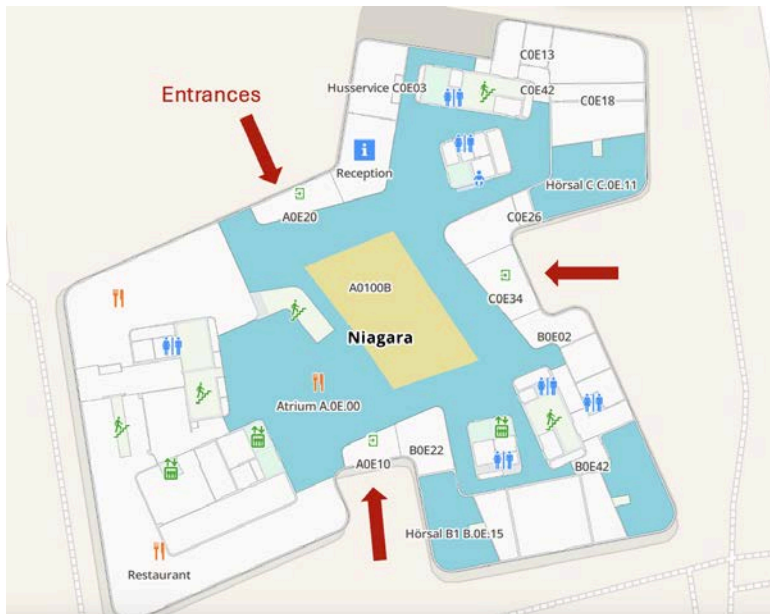 C0E13
Entrances
Husservice C0E03
C0E42
C0E18
Reception
Hörsal C C.0E.11
A0E20
C0E26
A0100B
C0E34
Niagara
B0E02
Atrium A.0E.00
A0E10
B0E22
B0E42
Hörsal B1 B.0E.15
Restaurant